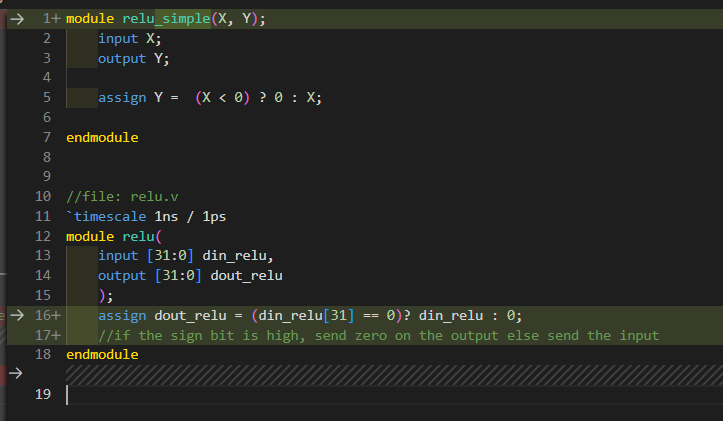 1+ module relu_simple(X, Y);
2 input X;
3 output Y;
4
5 assign Y =  (X < 0) ? 0 : X;
6
7 endmodule
8
9
10 //file: relu.v
11 `timescale 1ns / 1ps
12 module relu(
13 input [31:0] din_relu,
14 output [31:0] dout_relu
15 );
16+ assign dout_relu = (din_relu[31] == 0)? din_relu : 0;
17+ //if the sign bit is high, send zero on the output else send the input
18 endmodule
19